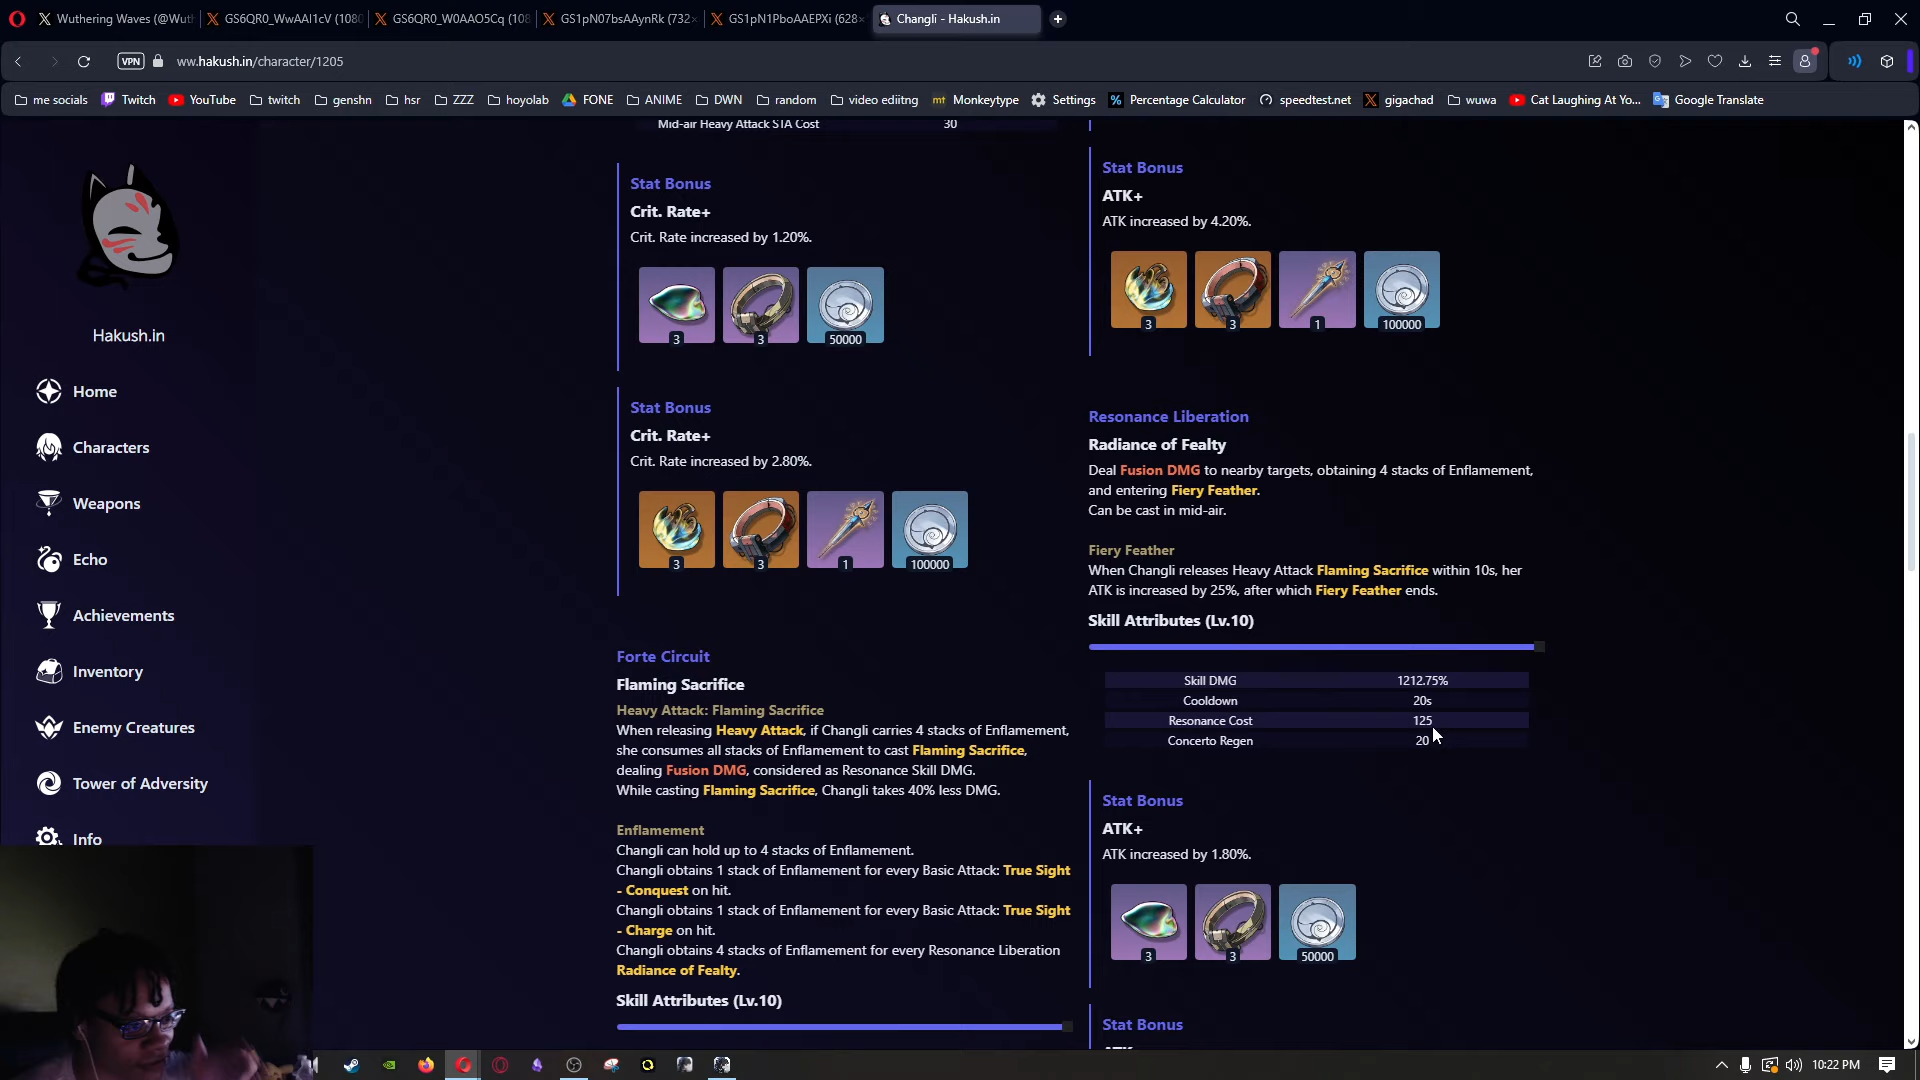 Wuthering Waves (@Wuth
GS6QR0_WwAAI1cV (1080
GS6QR0_W0AAO5Cq (108
GS1pN07bsAAynRk (732×
GS1pN1PboAAEPXi (628×
Changli - Hakush.in
VPN
ww.hakush.in/character/1205
me socials
Twitch
YouTube
twitch
genshn
hsr
ZZZ
hoyolab
FONE
ANIME
DWN
random
video ediitng
mt Monkeytype
Settings
% Percentage Calculator
speedtest.net
gigachad
wuwa
Cat Laughing At Yo...
Google Translate
Hakush.in
Home
Characters
Weapons
Echo
Achievements
Inventory
Enemy Creatures
Tower of Adversity
Info
Mid-air Heavy Attack STA Cost 30
Stat Bonus
Crit. Rate+
Crit. Rate increased by 1.20%.
3 3 50000
Stat Bonus
Crit. Rate+
Crit. Rate increased by 2.80%.
3 3 1 100000
Forte Circuit
Flaming Sacrifice
Heavy Attack: Flaming Sacrifice
When releasing Heavy Attack, if Changli carries 4 stacks of Enflamement,
she consumes all stacks of Enflamement to cast Flaming Sacrifice,
dealing Fusion DMG, considered as Resonance Skill DMG.
While casting Flaming Sacrifice, Changli takes 40% less DMG.
Enflamement
Changli can hold up to 4 stacks of Enflamement.
Changli obtains 1 stack of Enflamement for every Basic Attack: True Sight
- Conquest on hit.
Changli obtains 1 stack of Enflamement for every Basic Attack: True Sight
- Charge on hit.
Changli obtains 4 stacks of Enflamement for every Resonance Liberation
Radiance of Fealty.
Skill Attributes (Lv.10)
Stat Bonus
ATK+
ATK increased by 4.20%.
3 3 1 100000
Resonance Liberation
Radiance of Fealty
Deal Fusion DMG to nearby targets, obtaining 4 stacks of Enflamement,
and entering Fiery Feather.
Can be cast in mid-air.
Fiery Feather
When Changli releases Heavy Attack Flaming Sacrifice within 10s, her
ATK is increased by 25%, after which Fiery Feather ends.
Skill Attributes (Lv.10)
Skill DMG 1212.75%
Cooldown 20s
Resonance Cost 125
Concerto Regen 20
Stat Bonus
ATK+
ATK increased by 1.80%.
3 3 50000
Stat Bonus
ATK+
10:22 PM